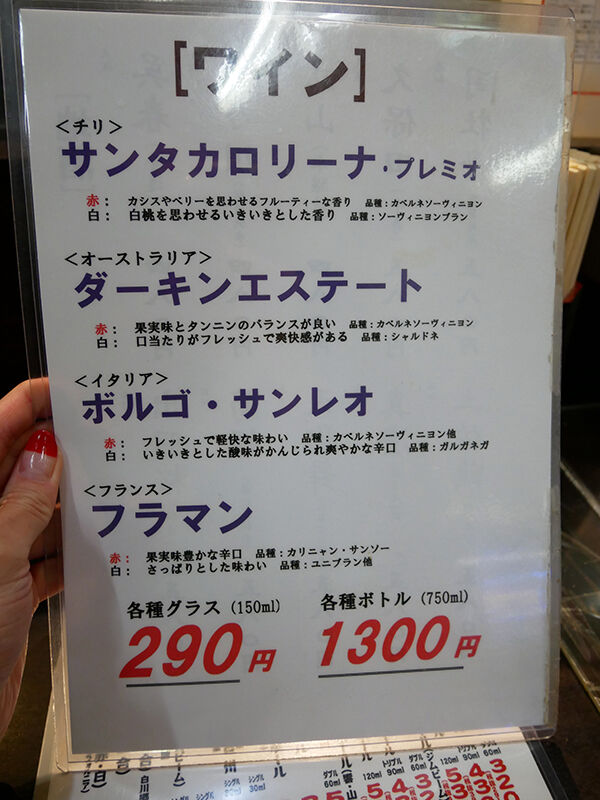 [ワイン]
＜チリ＞
サンタカロリーナ・プレミオ
赤： カシスやベリーを思わせるフルーティーな香り 品種：カベルネソーヴィニヨン
白： 白桃を思わせるいきいきとした香り 品種：ソーヴィニヨンブラン
＜オーストラリア＞
ダーキンエステート
赤： 果実味とタンニンのバランスが良い 品種：カベルネソーヴィニヨン
白： 口当たりがフレッシュで爽快感がある 品種：シャルドネ
＜イタリア＞
ボルゴ・サンレオ
赤： フレッシュで軽快な味わい 品種：カベルネソーヴィニヨン他
白： いきいきとした酸味がかんじられ爽やかな辛口 品種：ガルガネガ
＜フランス＞
フラマン
赤： 果実味豊かな辛口 品種：カリニャン・サンソー
白： さっぱりとした味わい 品種：ユニブラン他
各種グラス（150ml） 各種ボトル（750ml）
290円 1300円